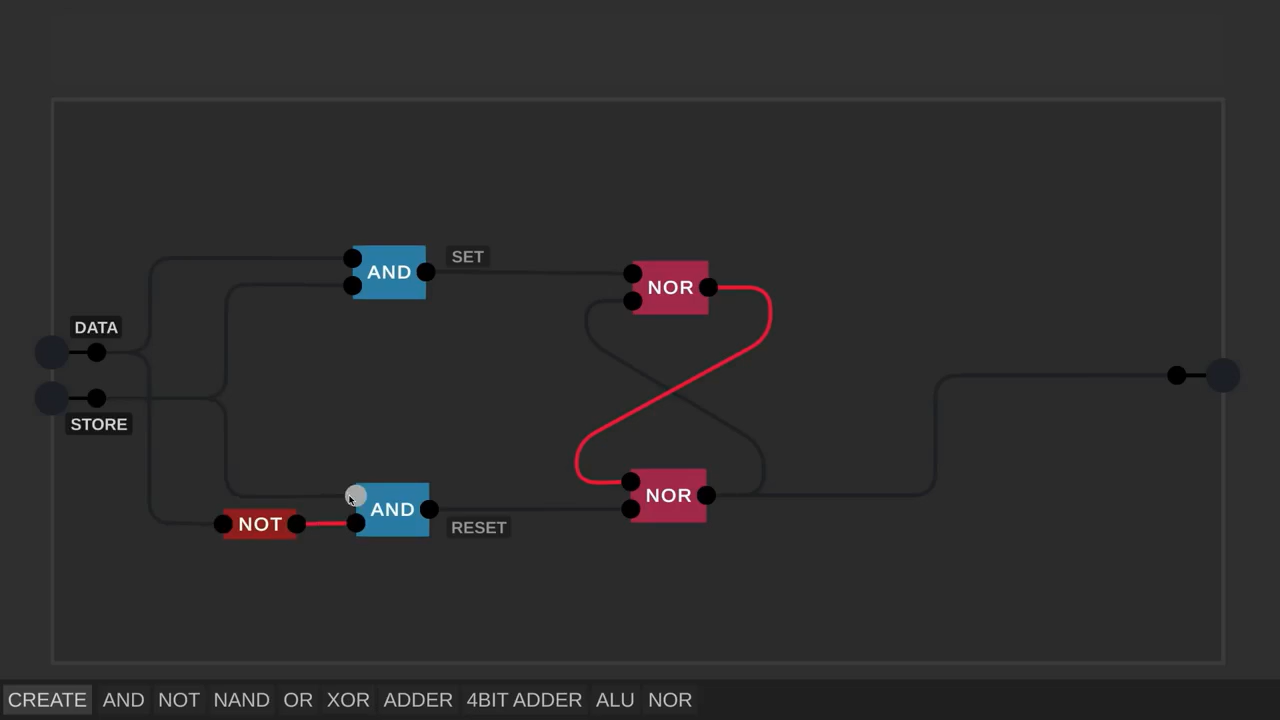 AND
SET
NOR
DATA
STORE
NOT
AND
RESET
NOR
CREATE AND NOT NAND OR XOR ADDER 4BIT ADDER ALU NOR